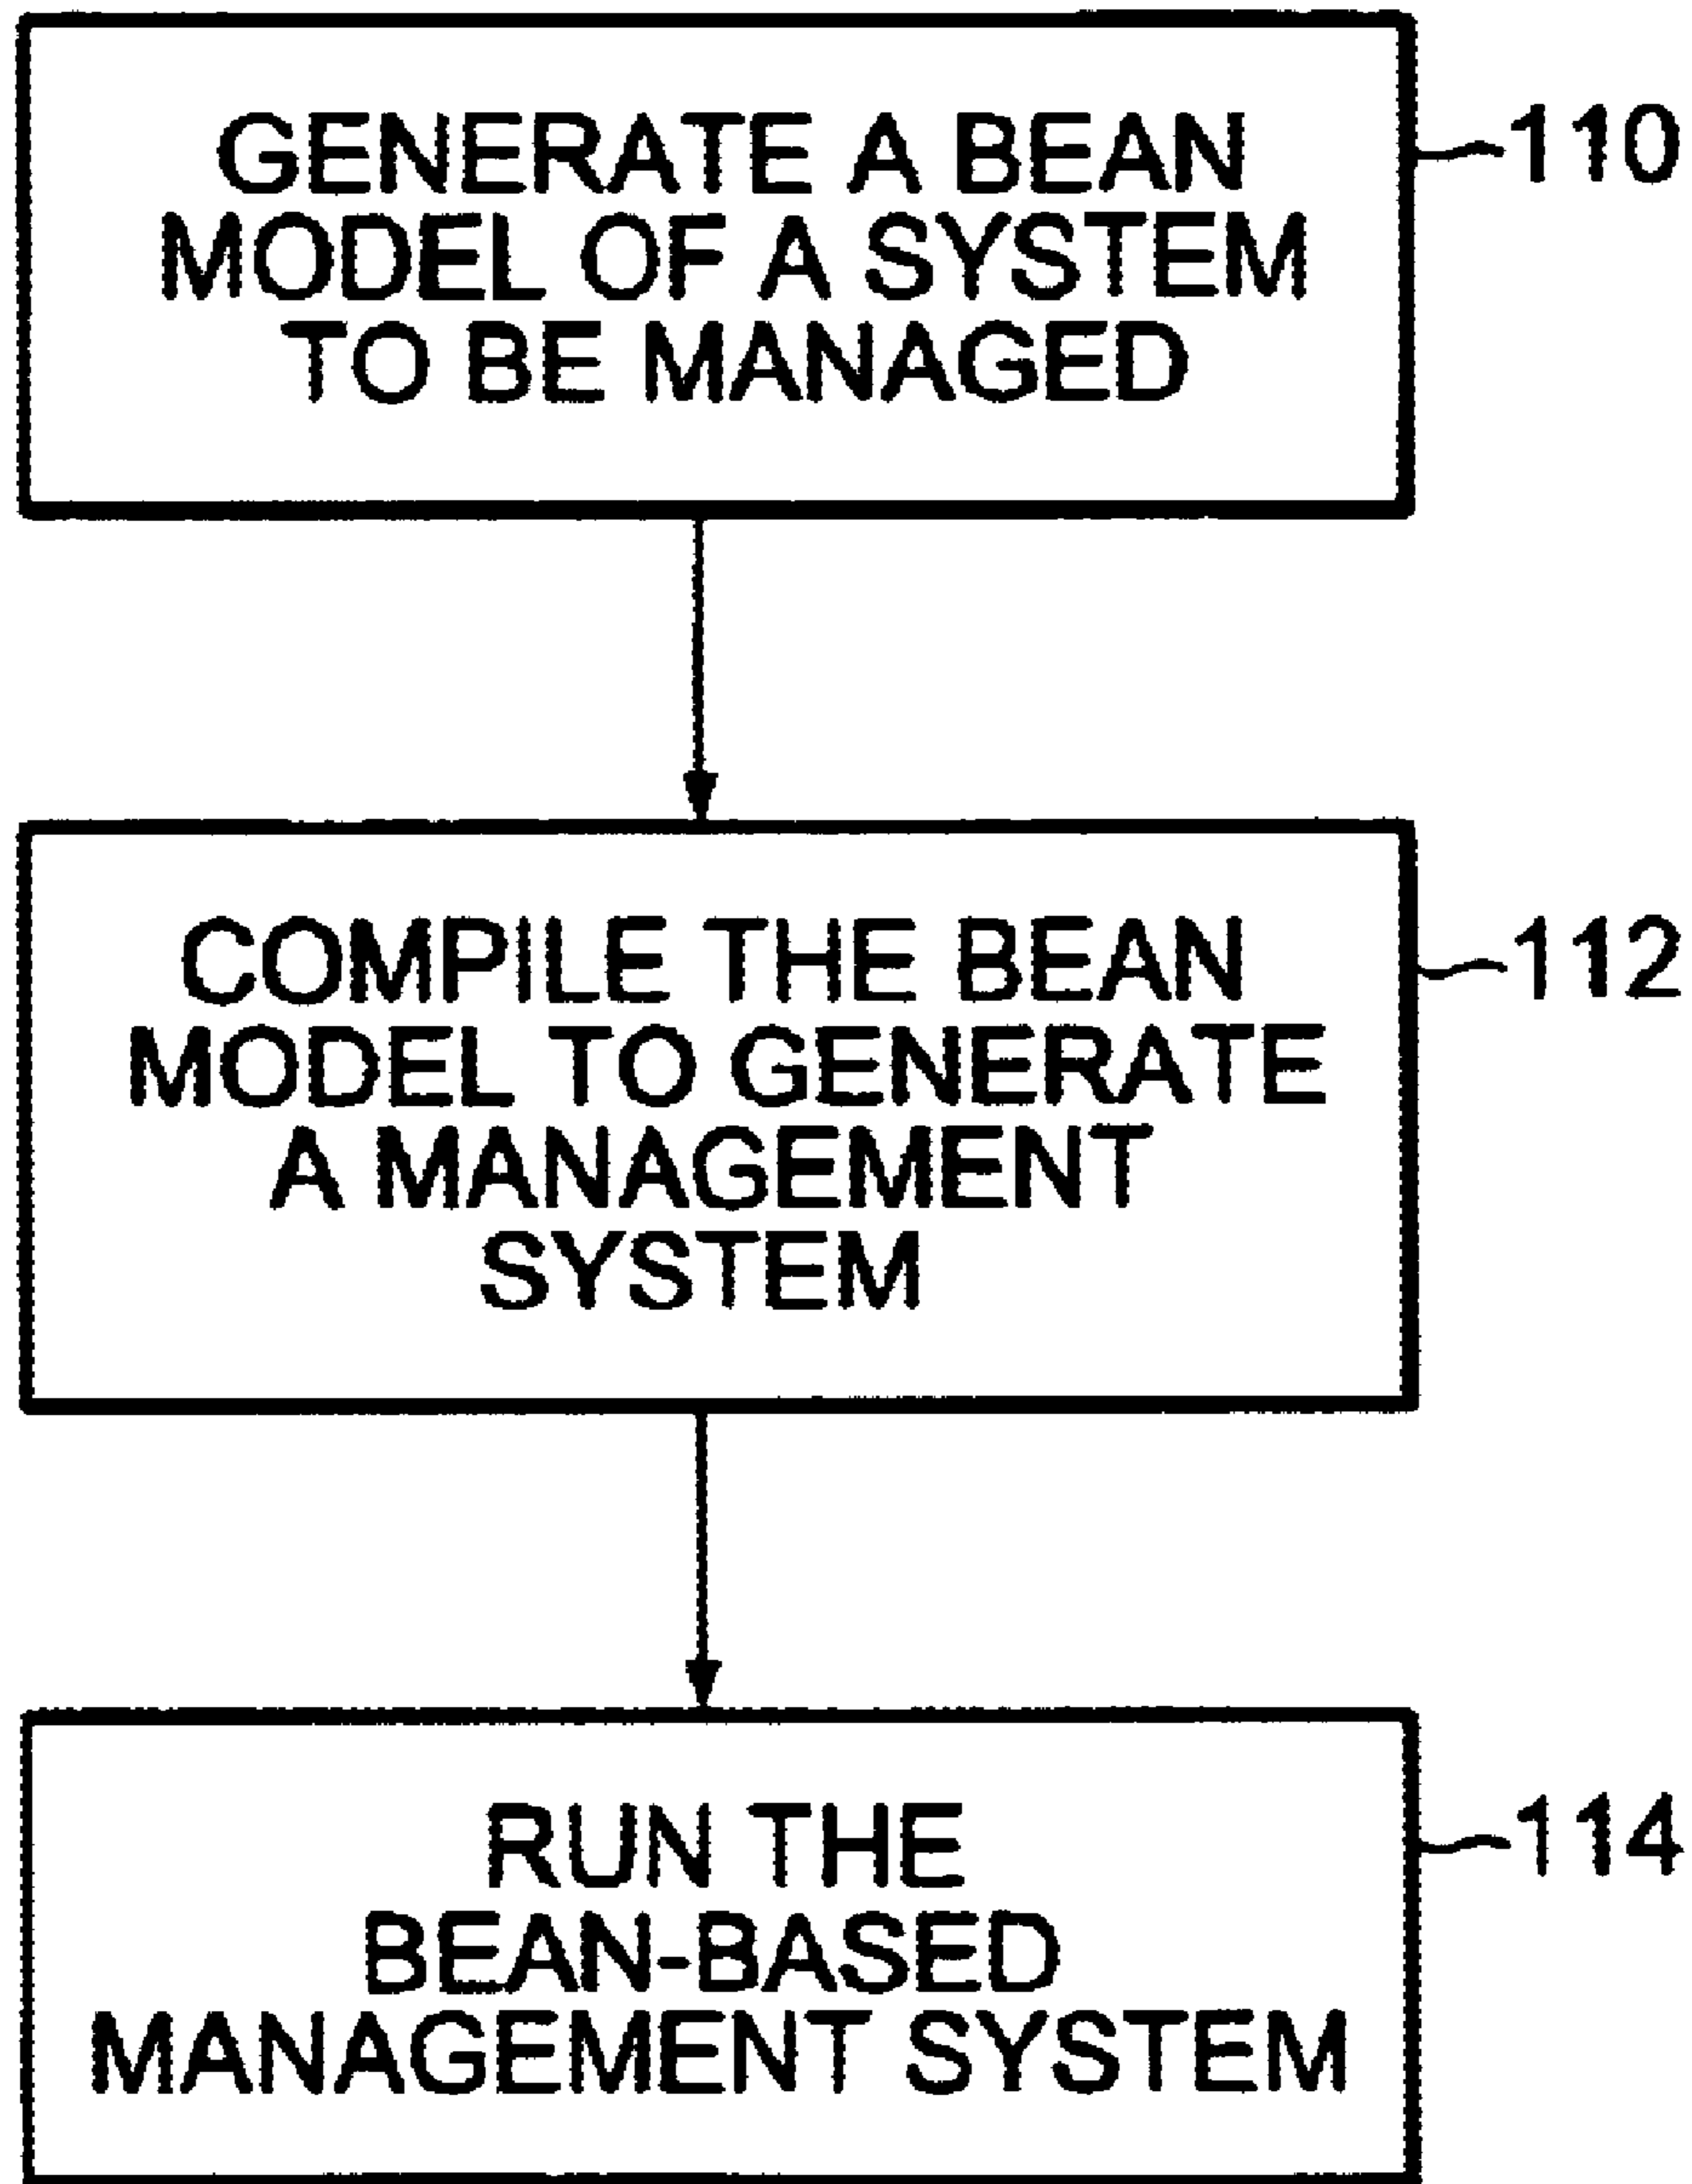 GENERATE A BEAN
MODEL OF A SYSTEM
TO BE MANAGED
110
COMPILE THE BEAN
MODEL TO GENERATE
A MANAGEMENT
SYSTEM
112
RUN THE
BEAN-BASED
MANAGEMENT SYSTEM
114